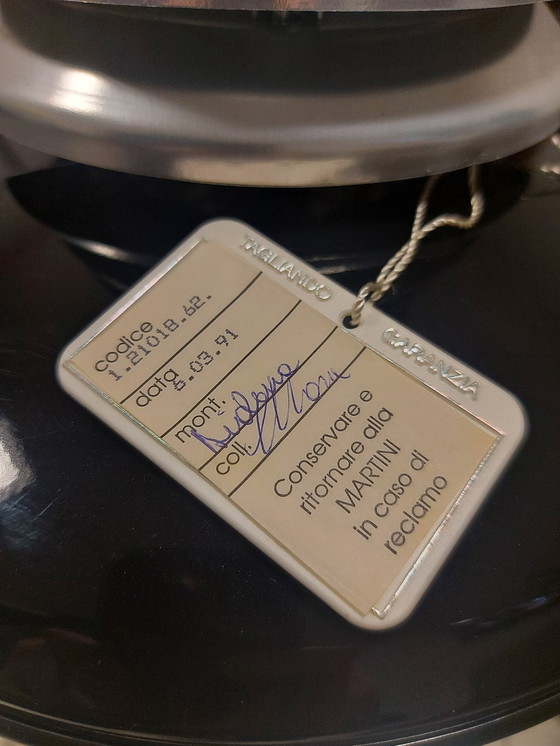 TAGLIANDO GARANZIA
codice
1.21018.62.
data
6.03.91
mont.
coll.
Conservare e
ritornare alla
MARTINI
in caso di
reclamo